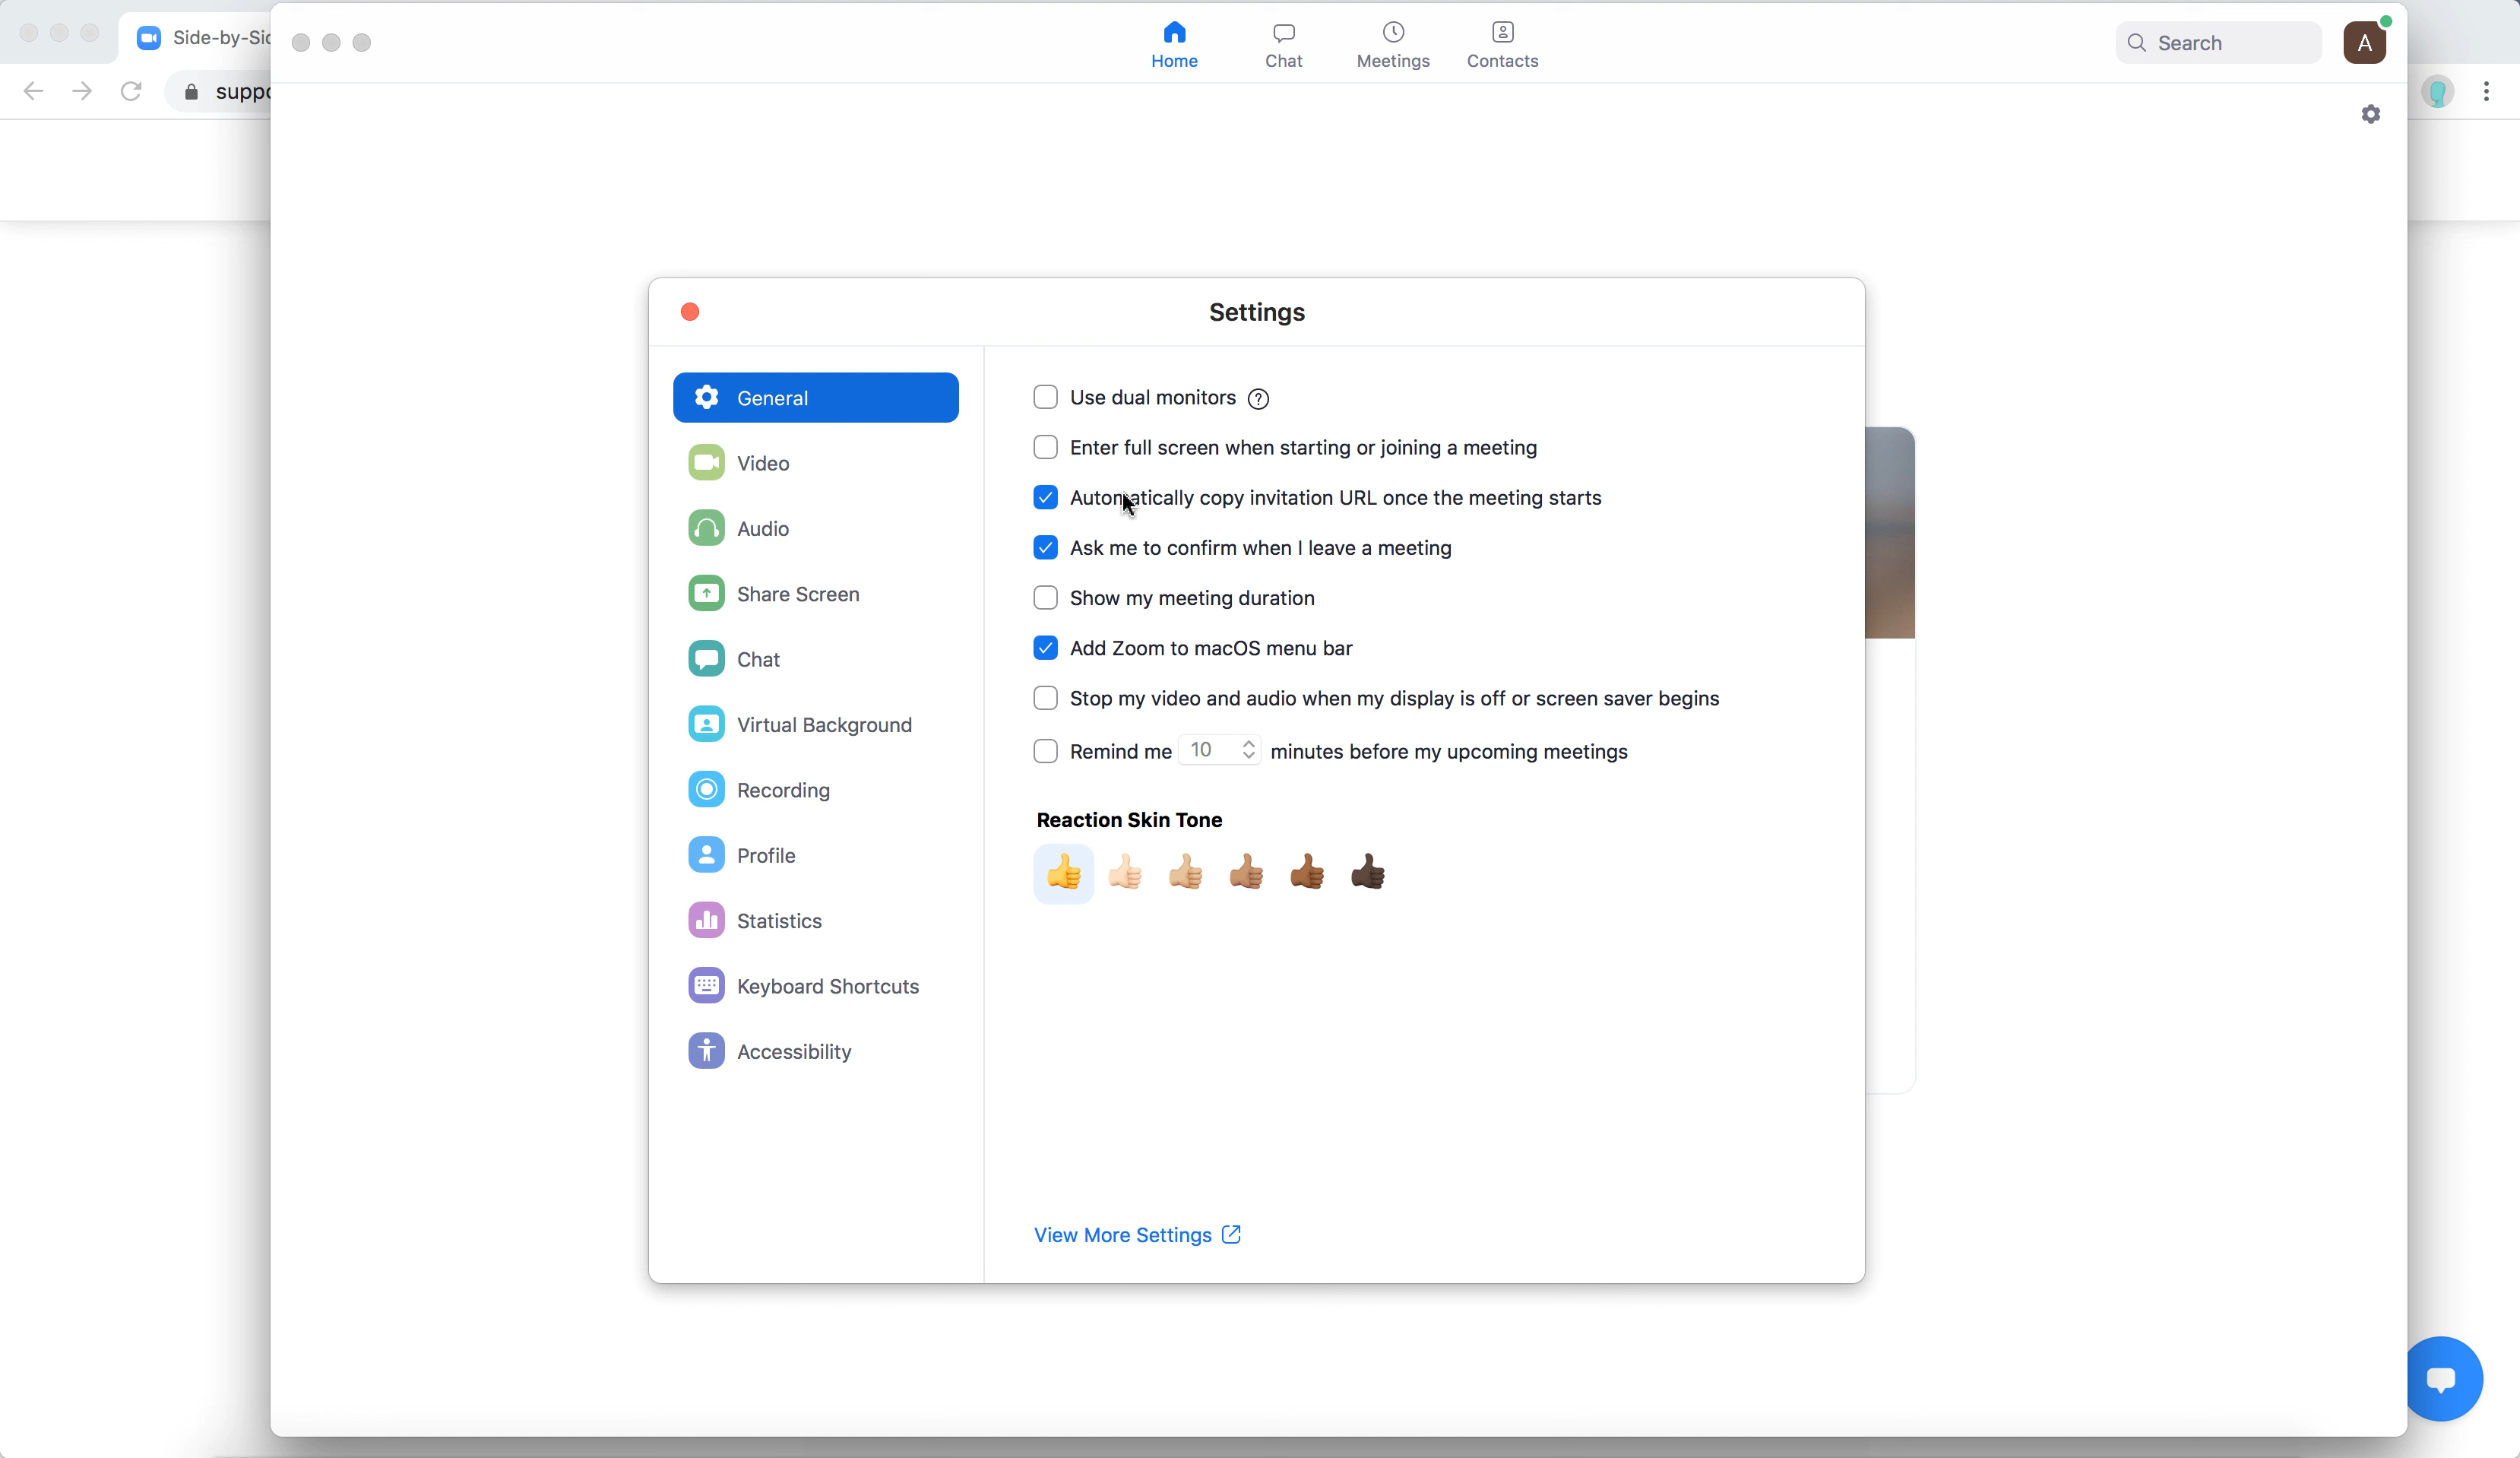 Side-by-Sid
Home
Chat
Meetings
Contacts
Search
A
suppo
Settings
General
Video
Audio
Share Screen
Chat
Virtual Background
Recording
Profile
Statistics
Keyboard Shortcuts
Accessibility
Use dual monitors ?
Enter full screen when starting or joining a meeting
Automatically copy invitation URL once the meeting starts
Ask me to confirm when I leave a meeting
Show my meeting duration
Add Zoom to macOS menu bar
Stop my video and audio when my display is off or screen saver begins
Remind me 10 minutes before my upcoming meetings
Reaction Skin Tone
View More Settings